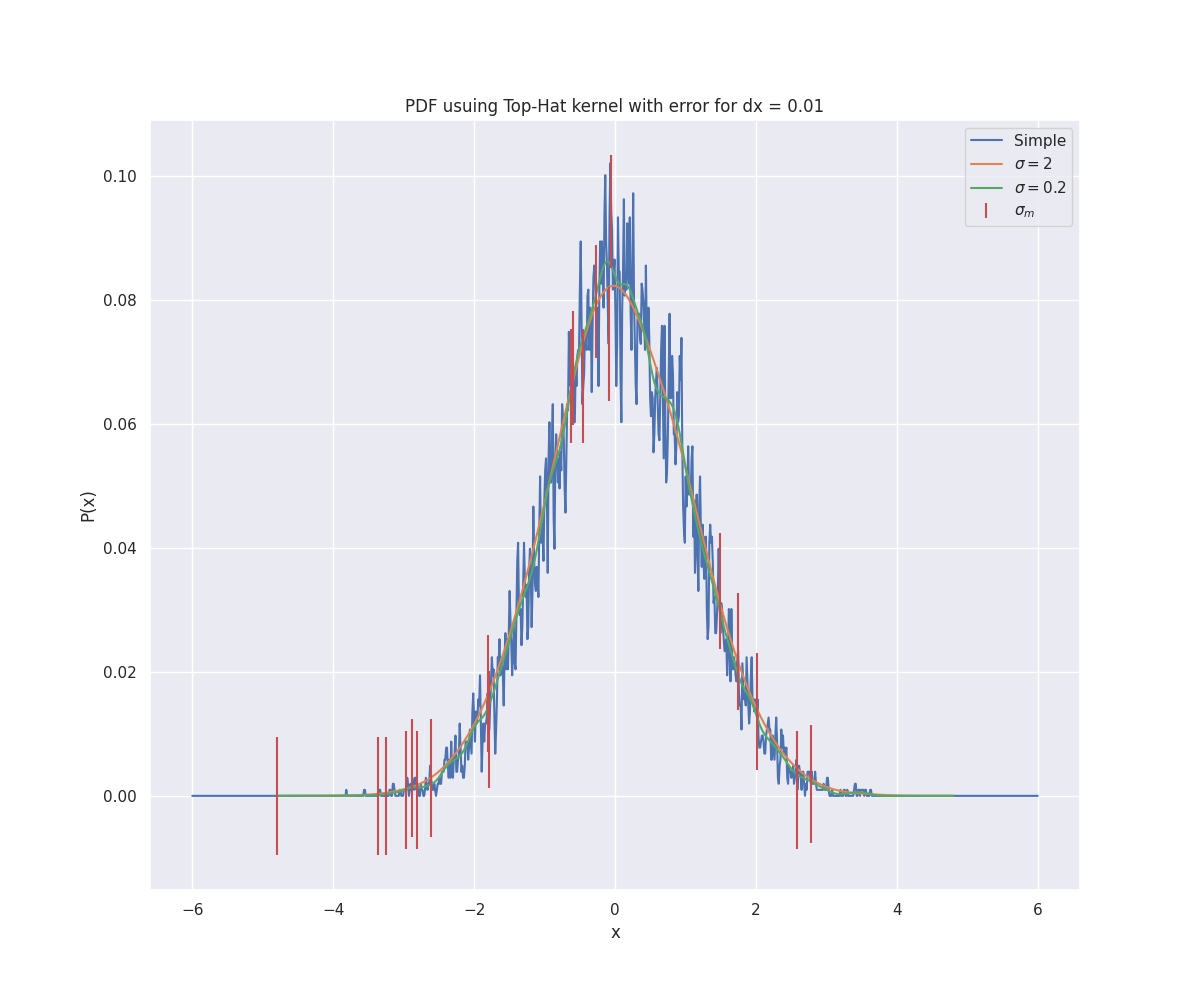 PDF usuing Top-Hat kernel with error for dx = 0.01
Simple
σ = 2
σ = 0.2
σm
P(x)
0.10
0.08
0.06
0.04
0.02
0.00
−6 −4 −2 0 2 4 6
x